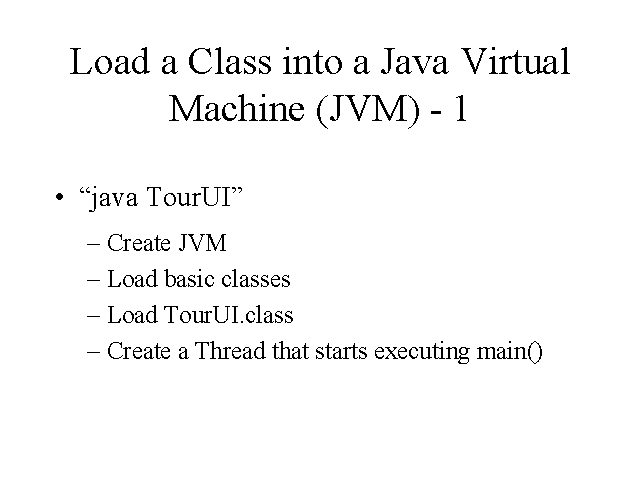 Load a Class into a Java Virtual
Machine (JVM) - 1
• “java TourUI”
– Create JVM
– Load basic classes
– Load TourUI.class
– Create a Thread that starts executing main()